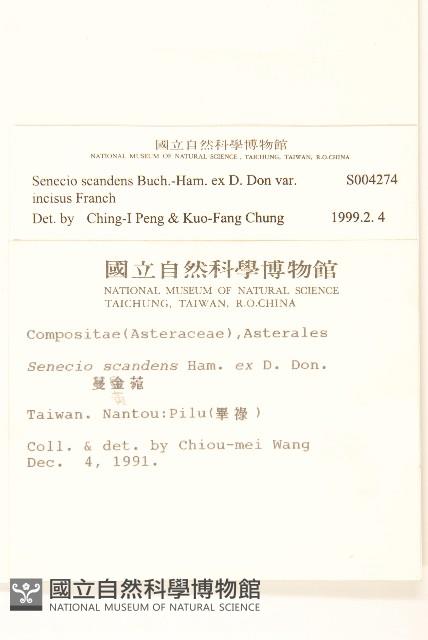 國立自然科學博物館
NATIONAL MUSEUM OF NATURAL SCIENCE, TAICHUNG, TAIWAN, R.O.CHINA
Senecio scandens Buch.-Ham. ex D. Don var. S004274
incisus Franch
Det. by Ching-I Peng & Kuo-Fang Chung 1999.2. 4
國立自然科學博物館
NATIONAL MUSEUM OF NATURAL SCIENCE
TAICHUNG, TAIWAN, R.O.CHINA
Compositae(Asteraceae),Asterales
Senecio scandens Ham. ex D. Don.
蔓金菀
黃
Taiwan. Nantou:Pilu(畢祿)
Coll. & det. by Chiou-mei Wang
Dec. 4, 1991.
國立自然科學博物館
NATIONAL MUSEUM OF NATURAL SCIENCE